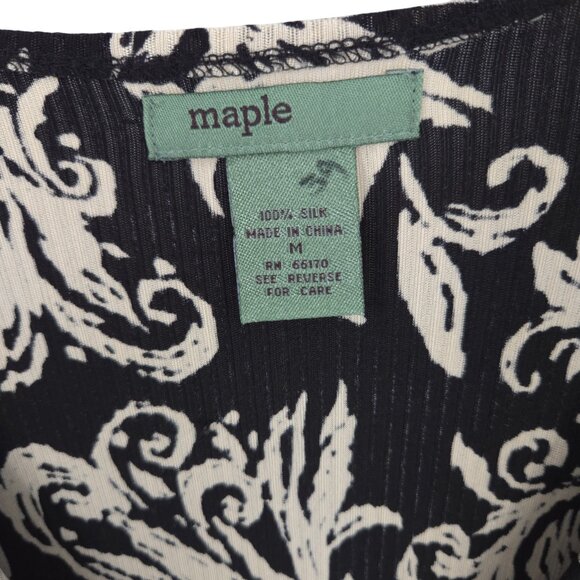 maple
100% SILK
MADE IN CHINA
M
RN 66170
SEE REVERSE
FOR CARE